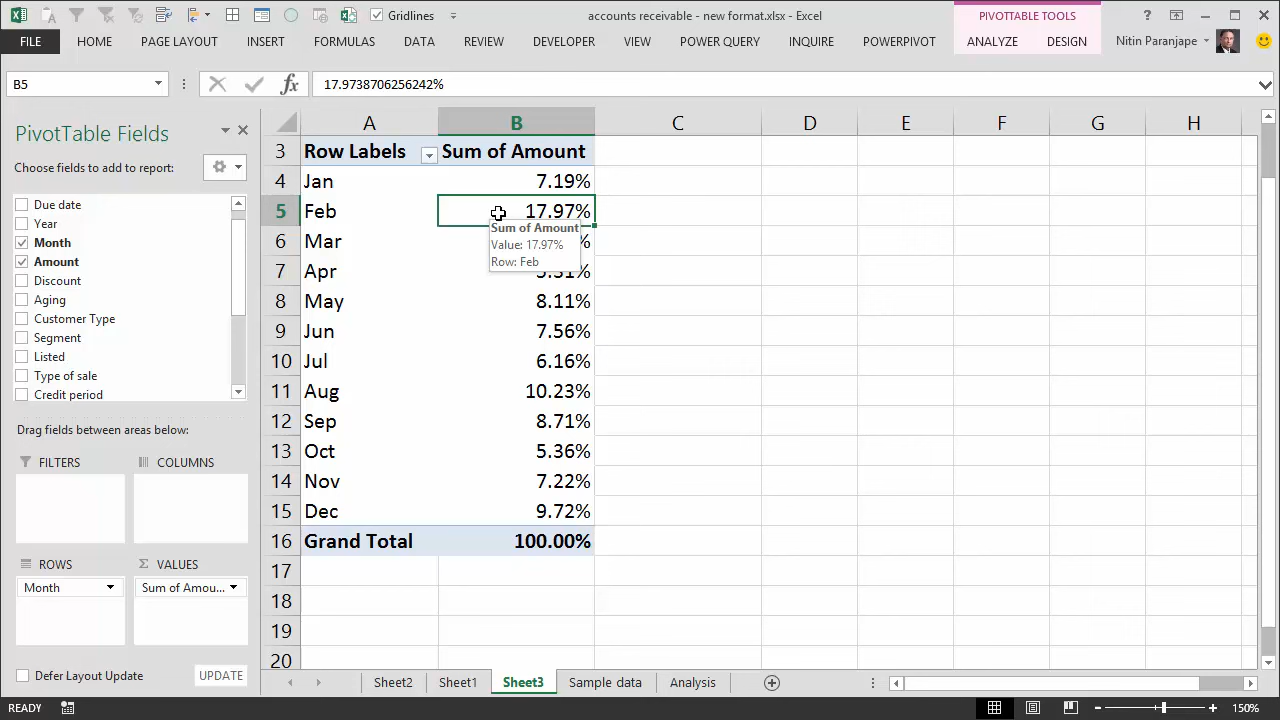 Gridlines
accounts receivable - new format.xlsx - Excel
PIVOTTABLE TOOLS
?
FILE HOME PAGE LAYOUT INSERT FORMULAS DATA REVIEW DEVELOPER VIEW POWER QUERY INQUIRE POWERPIVOT ANALYZE DESIGN Nitin Paranjape
B5 fx 17.9738706256242%
PivotTable Fields
Choose fields to add to report:
Due date
Year
Month
Amount
Discount
Aging
Customer Type
Segment
Listed
Type of sale
Credit period
Drag fields between areas below:
FILTERS COLUMNS
ROWS Σ VALUES
Month Sum of Amou...
Defer Layout Update UPDATE
A B C D E F G H
3 Row Labels Sum of Amount
4 Jan 7.19%
5 Feb 17.97%
6 Mar %
7 Apr
8 May 8.11%
9 Jun 7.56%
10 Jul 6.16%
11 Aug 10.23%
12 Sep 8.71%
13 Oct 5.36%
14 Nov 7.22%
15 Dec 9.72%
16 Grand Total 100.00%
17
18
19
20
Sum of Amount
Value: 17.97%
Row: Feb
Sheet2 Sheet1 Sheet3 Sample data Analysis
READY 150%